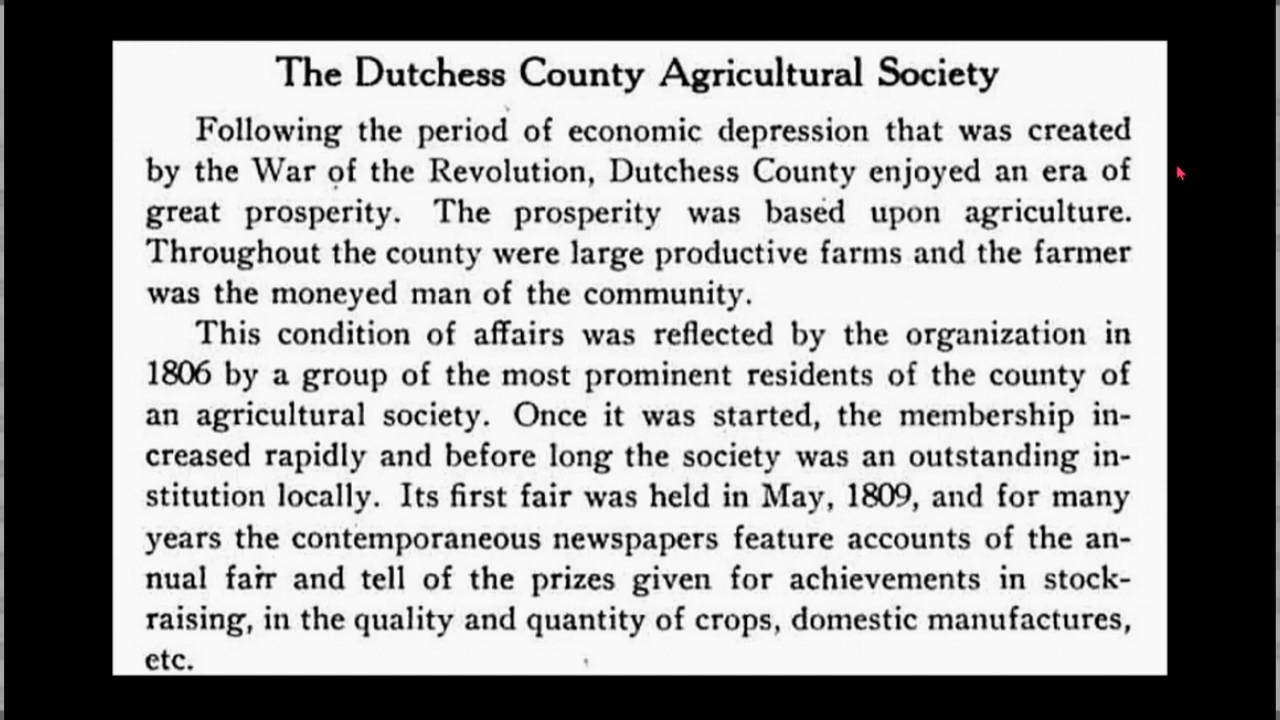 The Dutchess County Agricultural Society
Following the period of economic depression that was created
by the War of the Revolution, Dutchess County enjoyed an era of
great prosperity. The prosperity was based upon agriculture.
Throughout the county were large productive farms and the farmer
was the moneyed man of the community.
This condition of affairs was reflected by the organization in
1806 by a group of the most prominent residents of the county of
an agricultural society. Once it was started, the membership in-
creased rapidly and before long the society was an outstanding in-
stitution locally. Its first fair was held in May, 1809, and for many
years the contemporaneous newspapers feature accounts of the an-
nual fair and tell of the prizes given for achievements in stock-
raising, in the quality and quantity of crops, domestic manufactures,
etc.